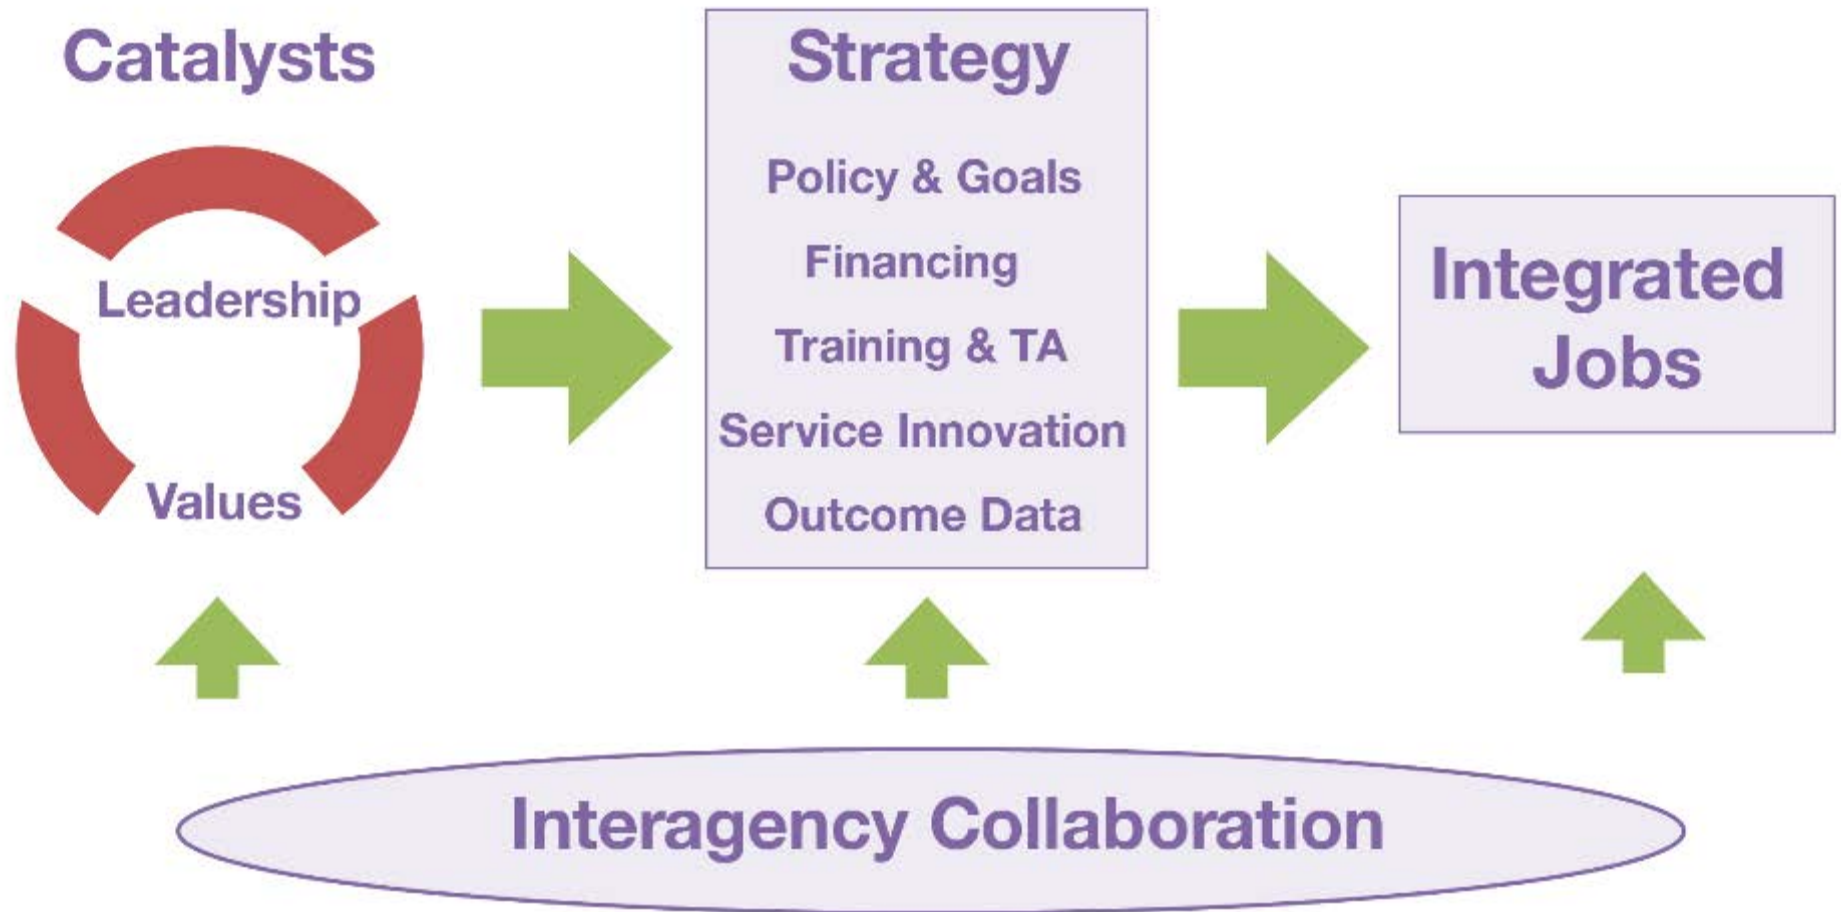 Catalysts
Leadership
Values
Strategy
Policy & Goals
Financing
Training & TA
Service Innovation
Outcome Data
Integrated
Jobs
Interagency Collaboration